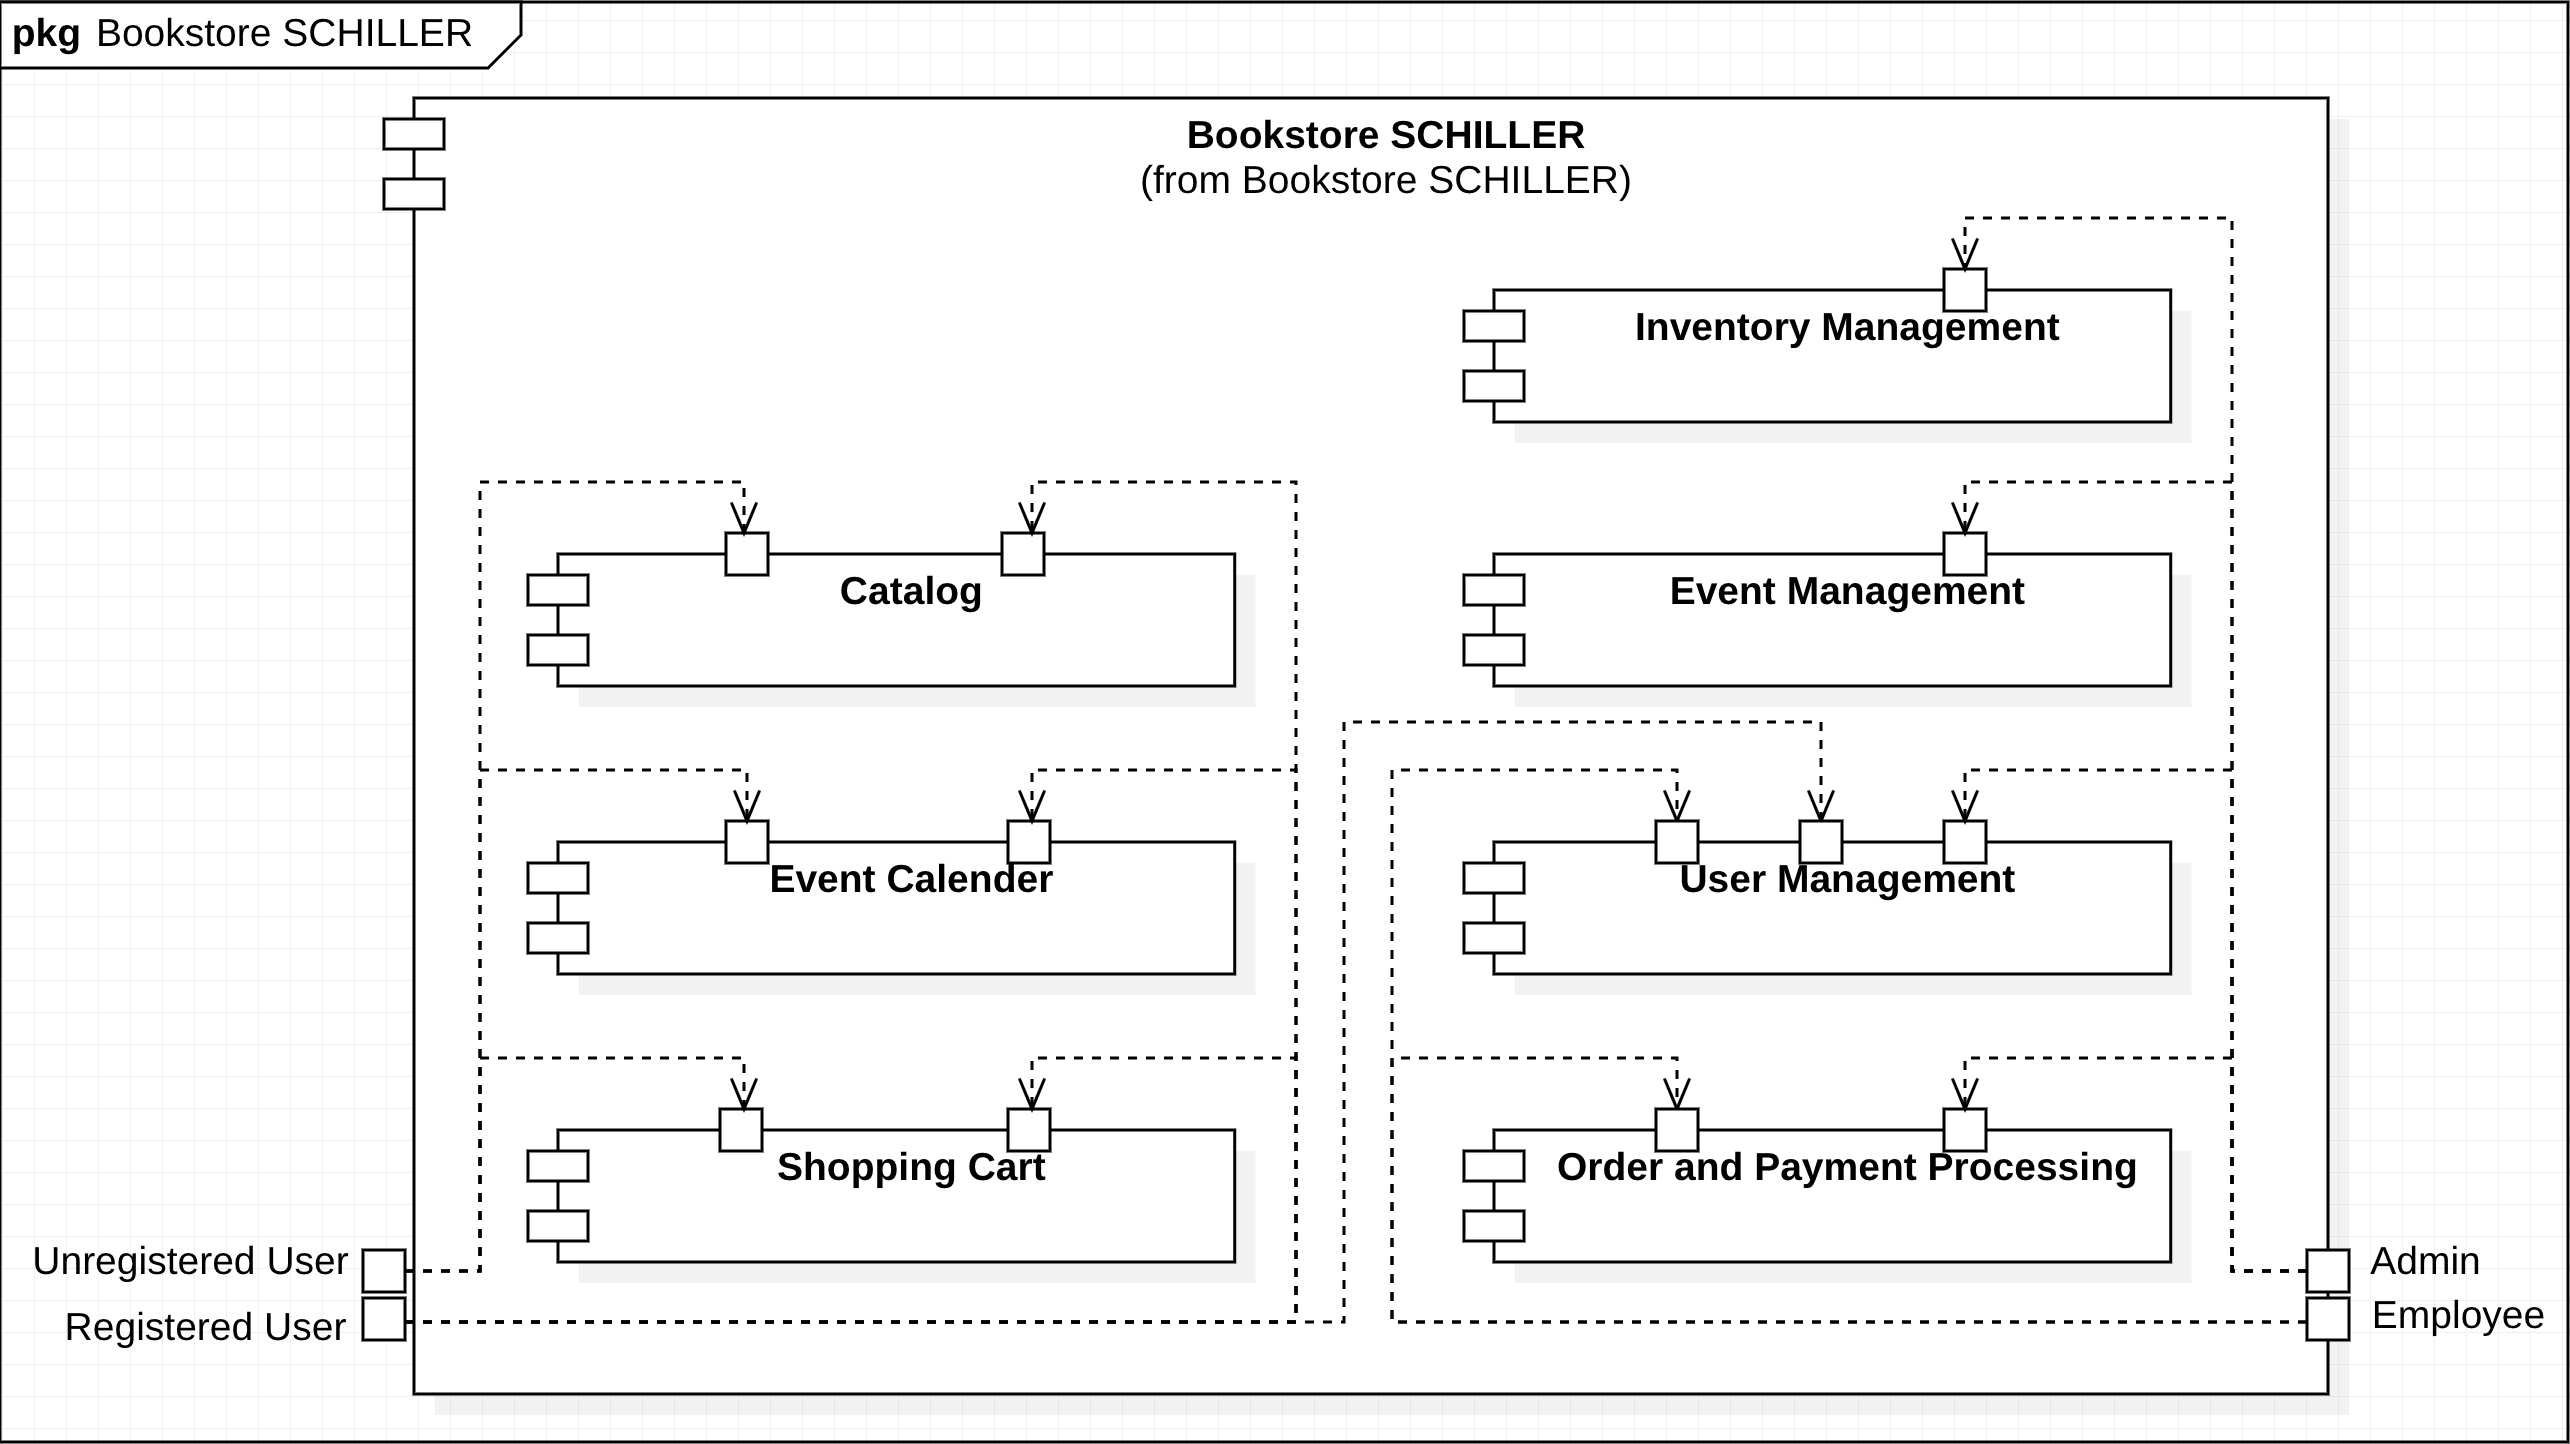 pkg Bookstore SCHILLER
Bookstore SCHILLER
(from Bookstore SCHILLER)
Inventory Management
Catalog
Event Management
Event Calender
User Management
Shopping Cart
Order and Payment Processing
Unregistered User
Admin
Registered User
Employee